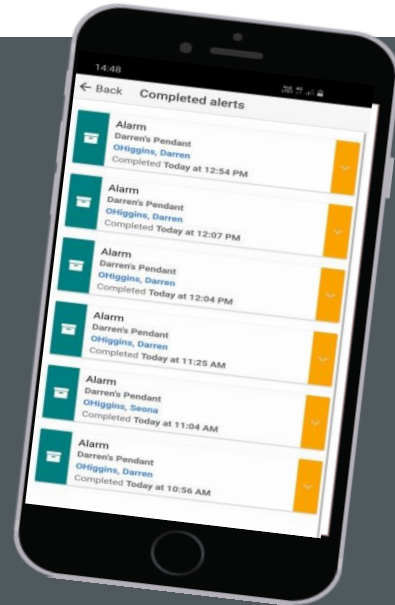 14:48
← Back Completed alerts
Alarm
Darren's Pendant
OHiggins, Darren
Completed Today at 12:54 PM
Alarm
Darren's Pendant
OHiggins, Darren
Completed Today at 12:07 PM
Alarm
Darren's Pendant
OHiggins, Darren
Completed Today at 12:04 PM
Alarm
Darren's Pendant
OHiggins, Darren
Completed Today at 11:25 AM
Alarm
Darren's Pendant
OHiggins, Seona
Completed Today at 11:04 AM
Alarm
Darren's Pendant
OHiggins, Darren
Completed Today at 10:56 AM